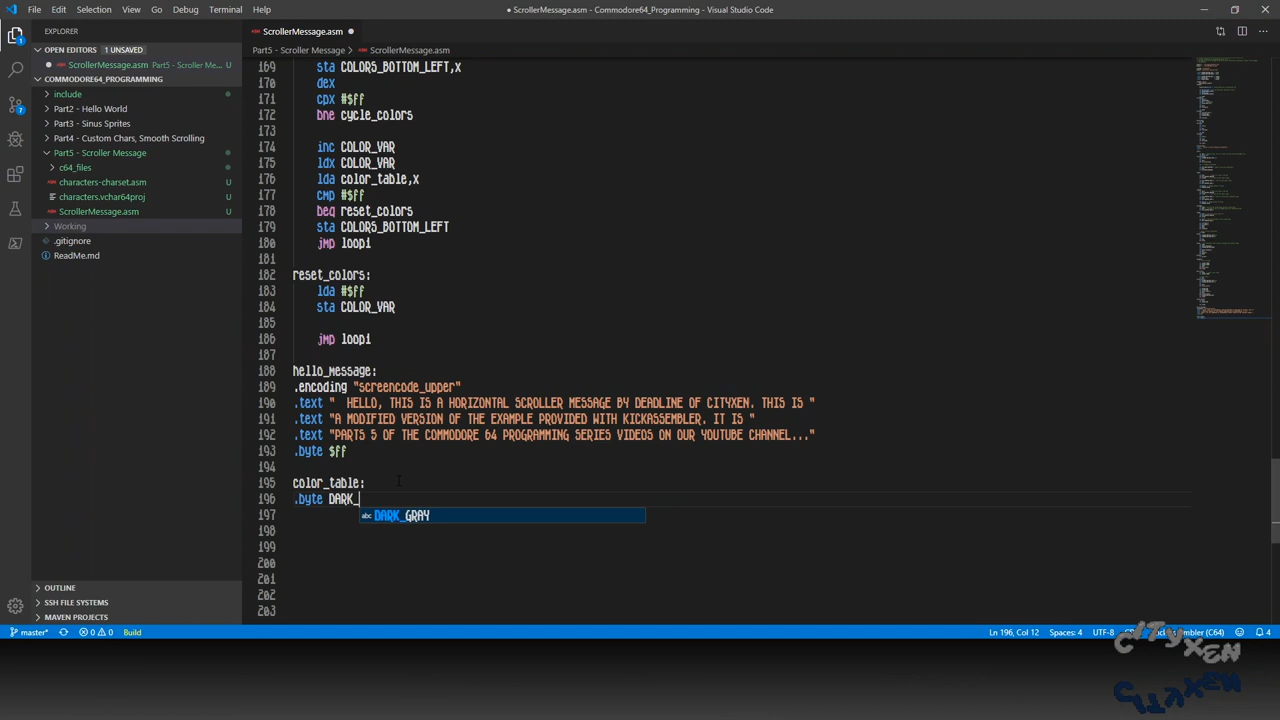 File Edit Selection View Go Debug Terminal Help
● ScrollerMessage.asm - Commodore64_Programming - Visual Studio Code
EXPLORER
OPEN EDITORS 1 UNSAVED
ScrollerMessage.asm Part5 - Scroller Me... U
COMMODORE64_PROGRAMMING
include
Part2 - Hello World
Part3 - Sinus Sprites
Part4 - Custom Chars, Smooth Scrolling
Part5 - Scroller Message
c64_files
characters-charset.asm U
characters.vchar64proj U
ScrollerMessage.asm U
Working
.gitignore
ReadMe.md
OUTLINE
SSH FILE SYSTEMS
MAVEN PROJECTS
1
7
ScrollerMessage.asm
Part5 - Scroller Message > ScrollerMessage.asm
169 sta COLORS_BOTTOM_LEFT,x
170 dex
171 cpx #$ff
172 bne cycle_colors
173
174 inc COLOR_VAR
175 ldx COLOR_VAR
176 lda color_table,x
177 cmp #$ff
178 beq reset_colors
179 sta COLORS_BOTTOM_LEFT
180 jmp loop1
181
182 reset_colors:
183 lda #$ff
184 sta COLOR_VAR
185
186 jmp loop1
187
188 hello_message:
189 .encoding "screencode_upper"
190 .text "  HELLO, THIS IS A HORIZONTAL SCROLLER MESSAGE BY DEADLINE OF CITYXEN. THIS IS "
191 .text "A MODIFIED VERSION OF THE EXAMPLE PROVIDED WITH KICKASSEMBLER. IT IS "
192 .text "PARTS 5 OF THE COMMODORE 64 PROGRAMMING SERIES VIDEOS ON OUR YOUTUBE CHANNEL..."
193 .byte $ff
194
195 color_table:
196 .byte DARK_
197 abc DARK_GRAY
198
199
200
201
202
203
master* 0 0 Build
Ln 196, Col 12 Spaces: 4 UTF-8 (C64) 4
CITYXEN
CITYXEN